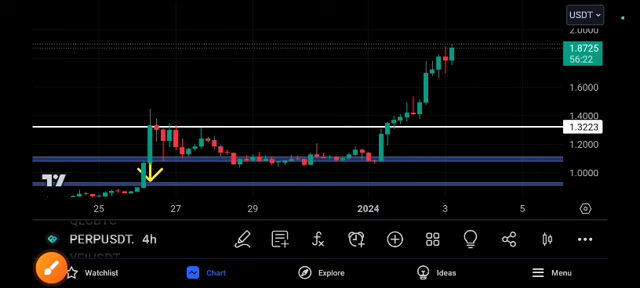 USDT
2.0000
1.8725
56:22
1.6000
1.4000
1.3223
1.2000
1.0000
25 27 29 2024 3 5
PERPUSDT. 4h
Watchlist Chart Explore Ideas Menu